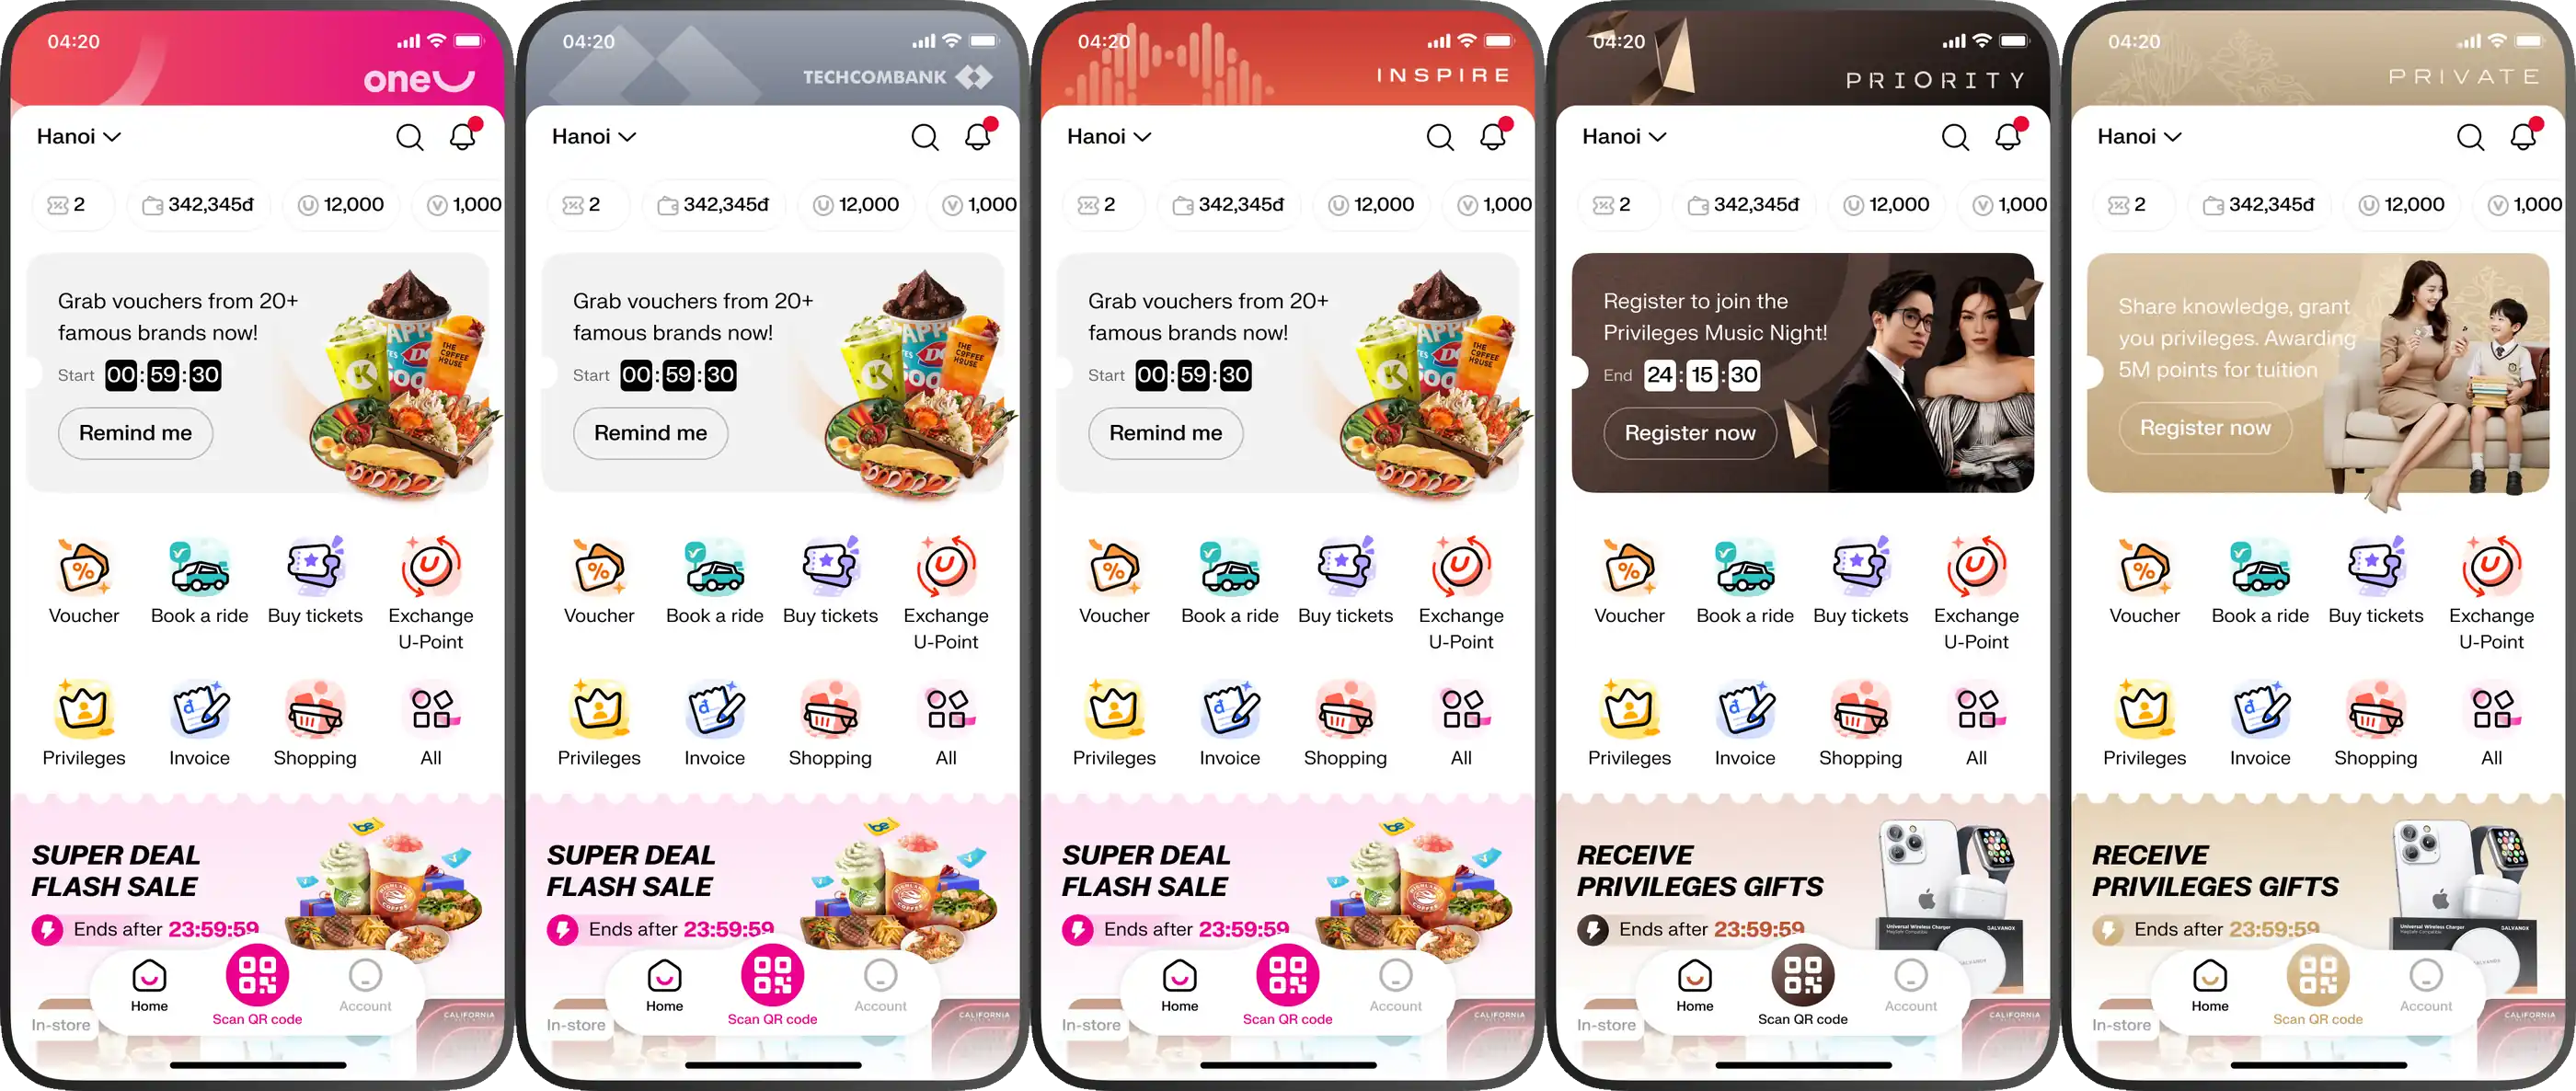 04:20
oneU
Hanoi
2
342,345đ
12,000
1,000
Grab vouchers from 20+
famous brands now!
Start 00:59:30
Remind me
Voucher
Book a ride
Buy tickets
Exchange
U-Point
Privileges
Invoice
Shopping
All
SUPER DEAL
FLASH SALE
Ends after 23:59:59
Home
Scan QR code
Account
In-store
CALIFORNIA
04:20
TECHCOMBANK
Hanoi
2
342,345đ
12,000
1,000
Grab vouchers from 20+
famous brands now!
Start 00:59:30
Remind me
Voucher
Book a ride
Buy tickets
Exchange
U-Point
Privileges
Invoice
Shopping
All
SUPER DEAL
FLASH SALE
Ends after 23:59:59
Home
Scan QR code
Account
In-store
CALIFORNIA
04:20
INSPIRE
Hanoi
2
342,345đ
12,000
1,000
Grab vouchers from 20+
famous brands now!
Start 00:59:30
Remind me
Voucher
Book a ride
Buy tickets
Exchange
U-Point
Privileges
Invoice
Shopping
All
SUPER DEAL
FLASH SALE
Ends after 23:59:59
Home
Scan QR code
Account
In-store
CALIFORNIA
04:20
PRIORITY
Hanoi
2
342,345đ
12,000
1,000
Register to join the
Privileges Music Night!
End 24:15:30
Register now
Voucher
Book a ride
Buy tickets
Exchange
U-Point
Privileges
Invoice
Shopping
All
RECEIVE
PRIVILEGES GIFTS
Ends after 23:59:59
Universal Wireless Charger
Home
Scan QR code
Account
In-store
CALIFORNIA
04:20
PRIVATE
Hanoi
2
342,345đ
12,000
1,000
Share knowledge, grant
you privileges. Awarding
5M points for tuition
Register now
Voucher
Book a ride
Buy tickets
Exchange
U-Point
Privileges
Invoice
Shopping
All
RECEIVE
PRIVILEGES GIFTS
Ends after 23:59:59
Universal Wireless Charger
Home
Scan QR code
Account
In-store
CALIFORNIA